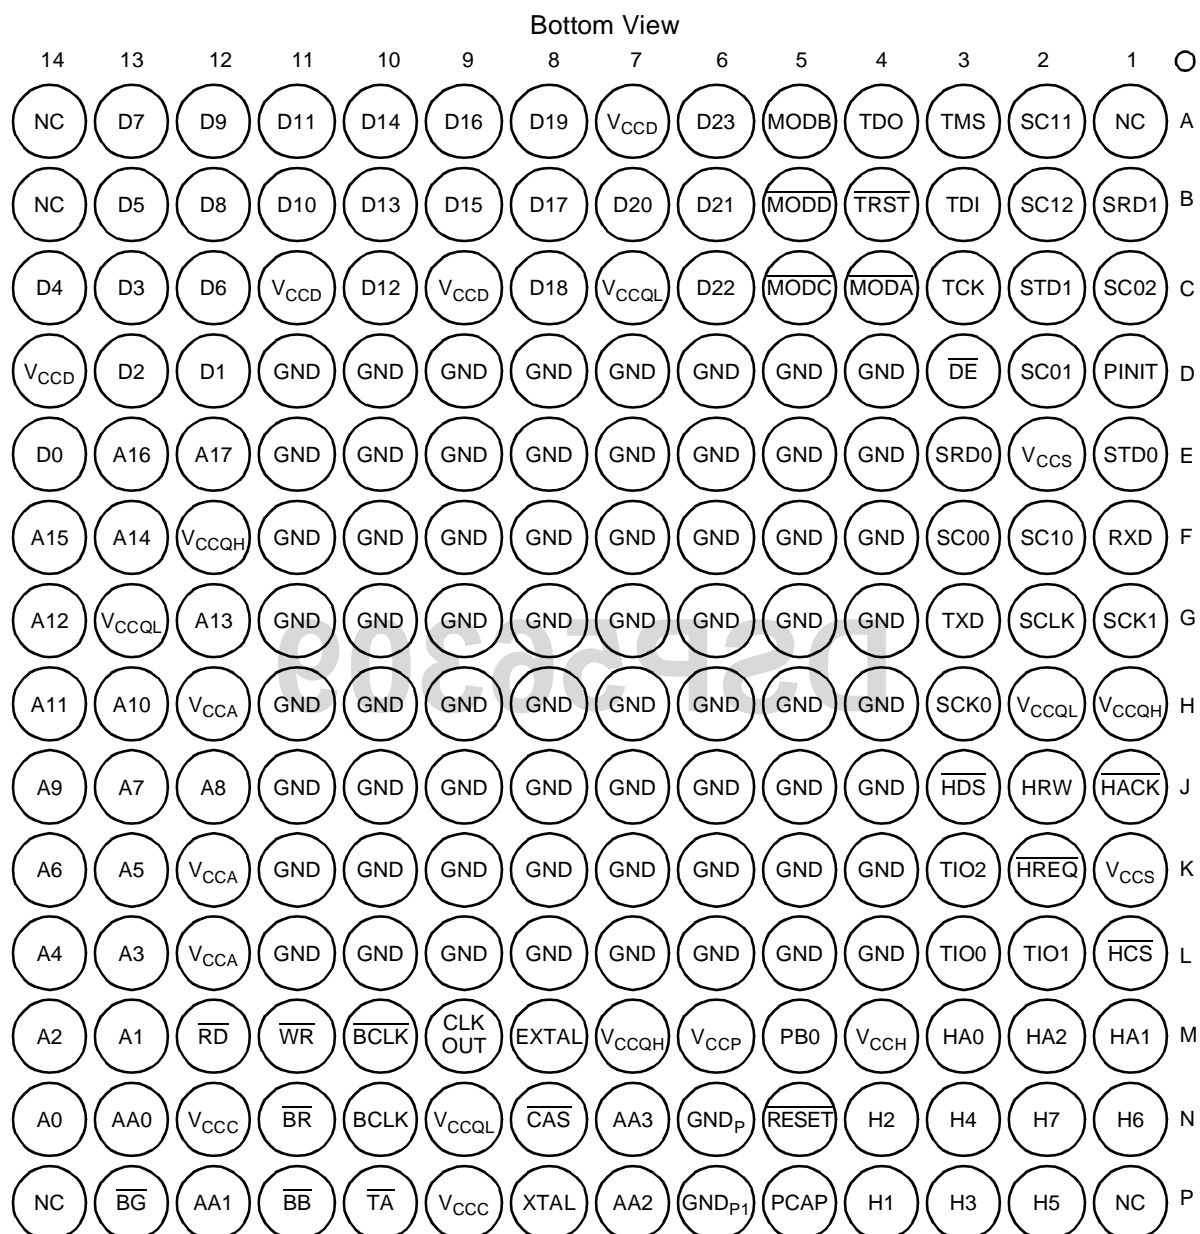 Bottom View
14 13 12 11 10 9 8 7 6 5 4 3 2 1
NC D7 D9 D11 D14 D16 D19 VCCD D23 MODB TDO TMS SC11 NC A
NC D5 D8 D10 D13 D15 D17 D20 D21 MODD TRST TDI SC12 SRD1 B
D4 D3 D6 VCCD D12 VCCD D18 VCCQL D22 MODC MODA TCK STD1 SC02 C
VCCD D2 D1 GND GND GND GND GND GND GND GND DE SC01 PINIT D
D0 A16 A17 GND GND GND GND GND GND GND GND SRD0 VCCS STD0 E
A15 A14 VCCQH GND GND GND GND GND GND GND GND SC00 SC10 RXD F
A12 VCCQL A13 GND GND GND GND GND GND GND GND TXD SCLK SCK1 G
DSP56309
A11 A10 VCCA GND GND GND GND GND GND GND GND SCK0 VCCQL VCCQH H
A9 A7 A8 GND GND GND GND GND GND GND GND HDS HRW HACK J
A6 A5 VCCA GND GND GND GND GND GND GND GND TIO2 HREQ VCCS K
A4 A3 VCCA GND GND GND GND GND GND GND GND TIO0 TIO1 HCS L
A2 A1 RD WR BCLK CLK OUT EXTAL VCCQH VCCP PB0 VCCH HA0 HA2 HA1 M
A0 AA0 VCCC BR BCLK VCCQL CAS AA3 GNDP RESET H2 H4 H7 H6 N
NC BG AA1 BB TA VCCC XTAL AA2 GNDP1 PCAP H1 H3 H5 NC P